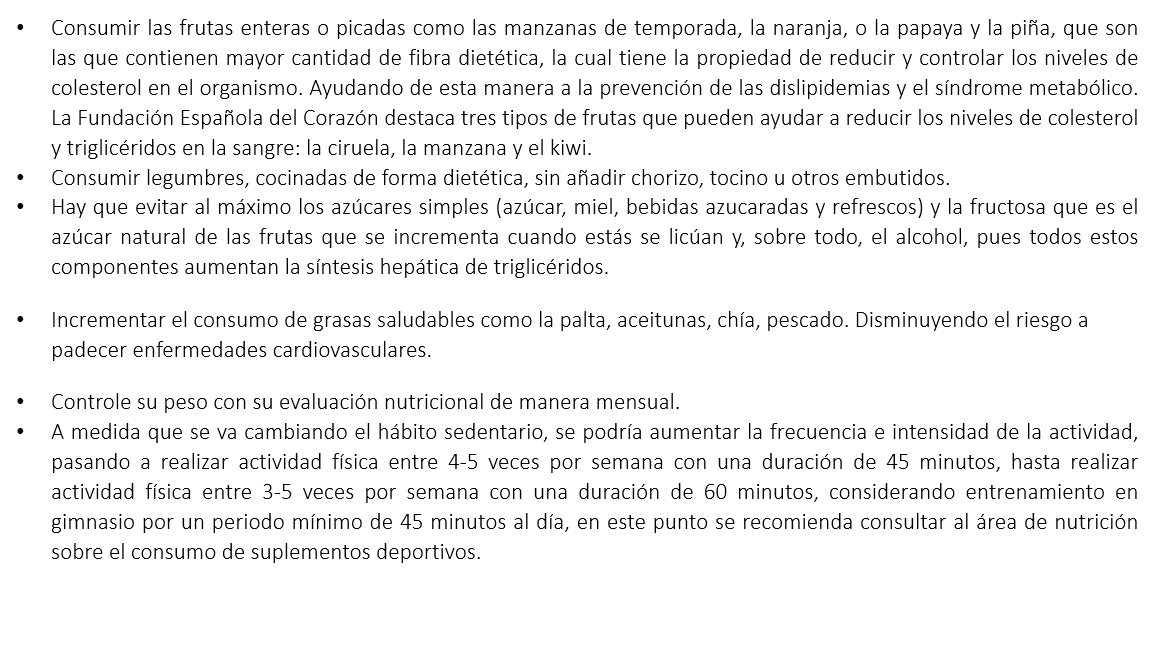 • Consumir las frutas enteras o picadas como las manzanas de temporada, la naranja, o la papaya y la piña, que son
las que contienen mayor cantidad de fibra dietética, la cual tiene la propiedad de reducir y controlar los niveles de
colesterol en el organismo. Ayudando de esta manera a la prevención de las dislipidemias y el síndrome metabólico.
La Fundación Española del Corazón destaca tres tipos de frutas que pueden ayudar a reducir los niveles de colesterol
y triglicéridos en la sangre: la ciruela, la manzana y el kiwi.
• Consumir legumbres, cocinadas de forma dietética, sin añadir chorizo, tocino u otros embutidos.
• Hay que evitar al máximo los azúcares simples (azúcar, miel, bebidas azucaradas y refrescos) y la fructosa que es el
azúcar natural de las frutas que se incrementa cuando estás se licúan y, sobre todo, el alcohol, pues todos estos
componentes aumentan la síntesis hepática de triglicéridos.
• Incrementar el consumo de grasas saludables como la palta, aceitunas, chía, pescado. Disminuyendo el riesgo a
padecer enfermedades cardiovasculares.
• Controle su peso con su evaluación nutricional de manera mensual.
• A medida que se va cambiando el hábito sedentario, se podría aumentar la frecuencia e intensidad de la actividad,
pasando a realizar actividad física entre 4-5 veces por semana con una duración de 45 minutos, hasta realizar
actividad física entre 3-5 veces por semana con una duración de 60 minutos, considerando entrenamiento en
gimnasio por un periodo mínimo de 45 minutos al día, en este punto se recomienda consultar al área de nutrición
sobre el consumo de suplementos deportivos.